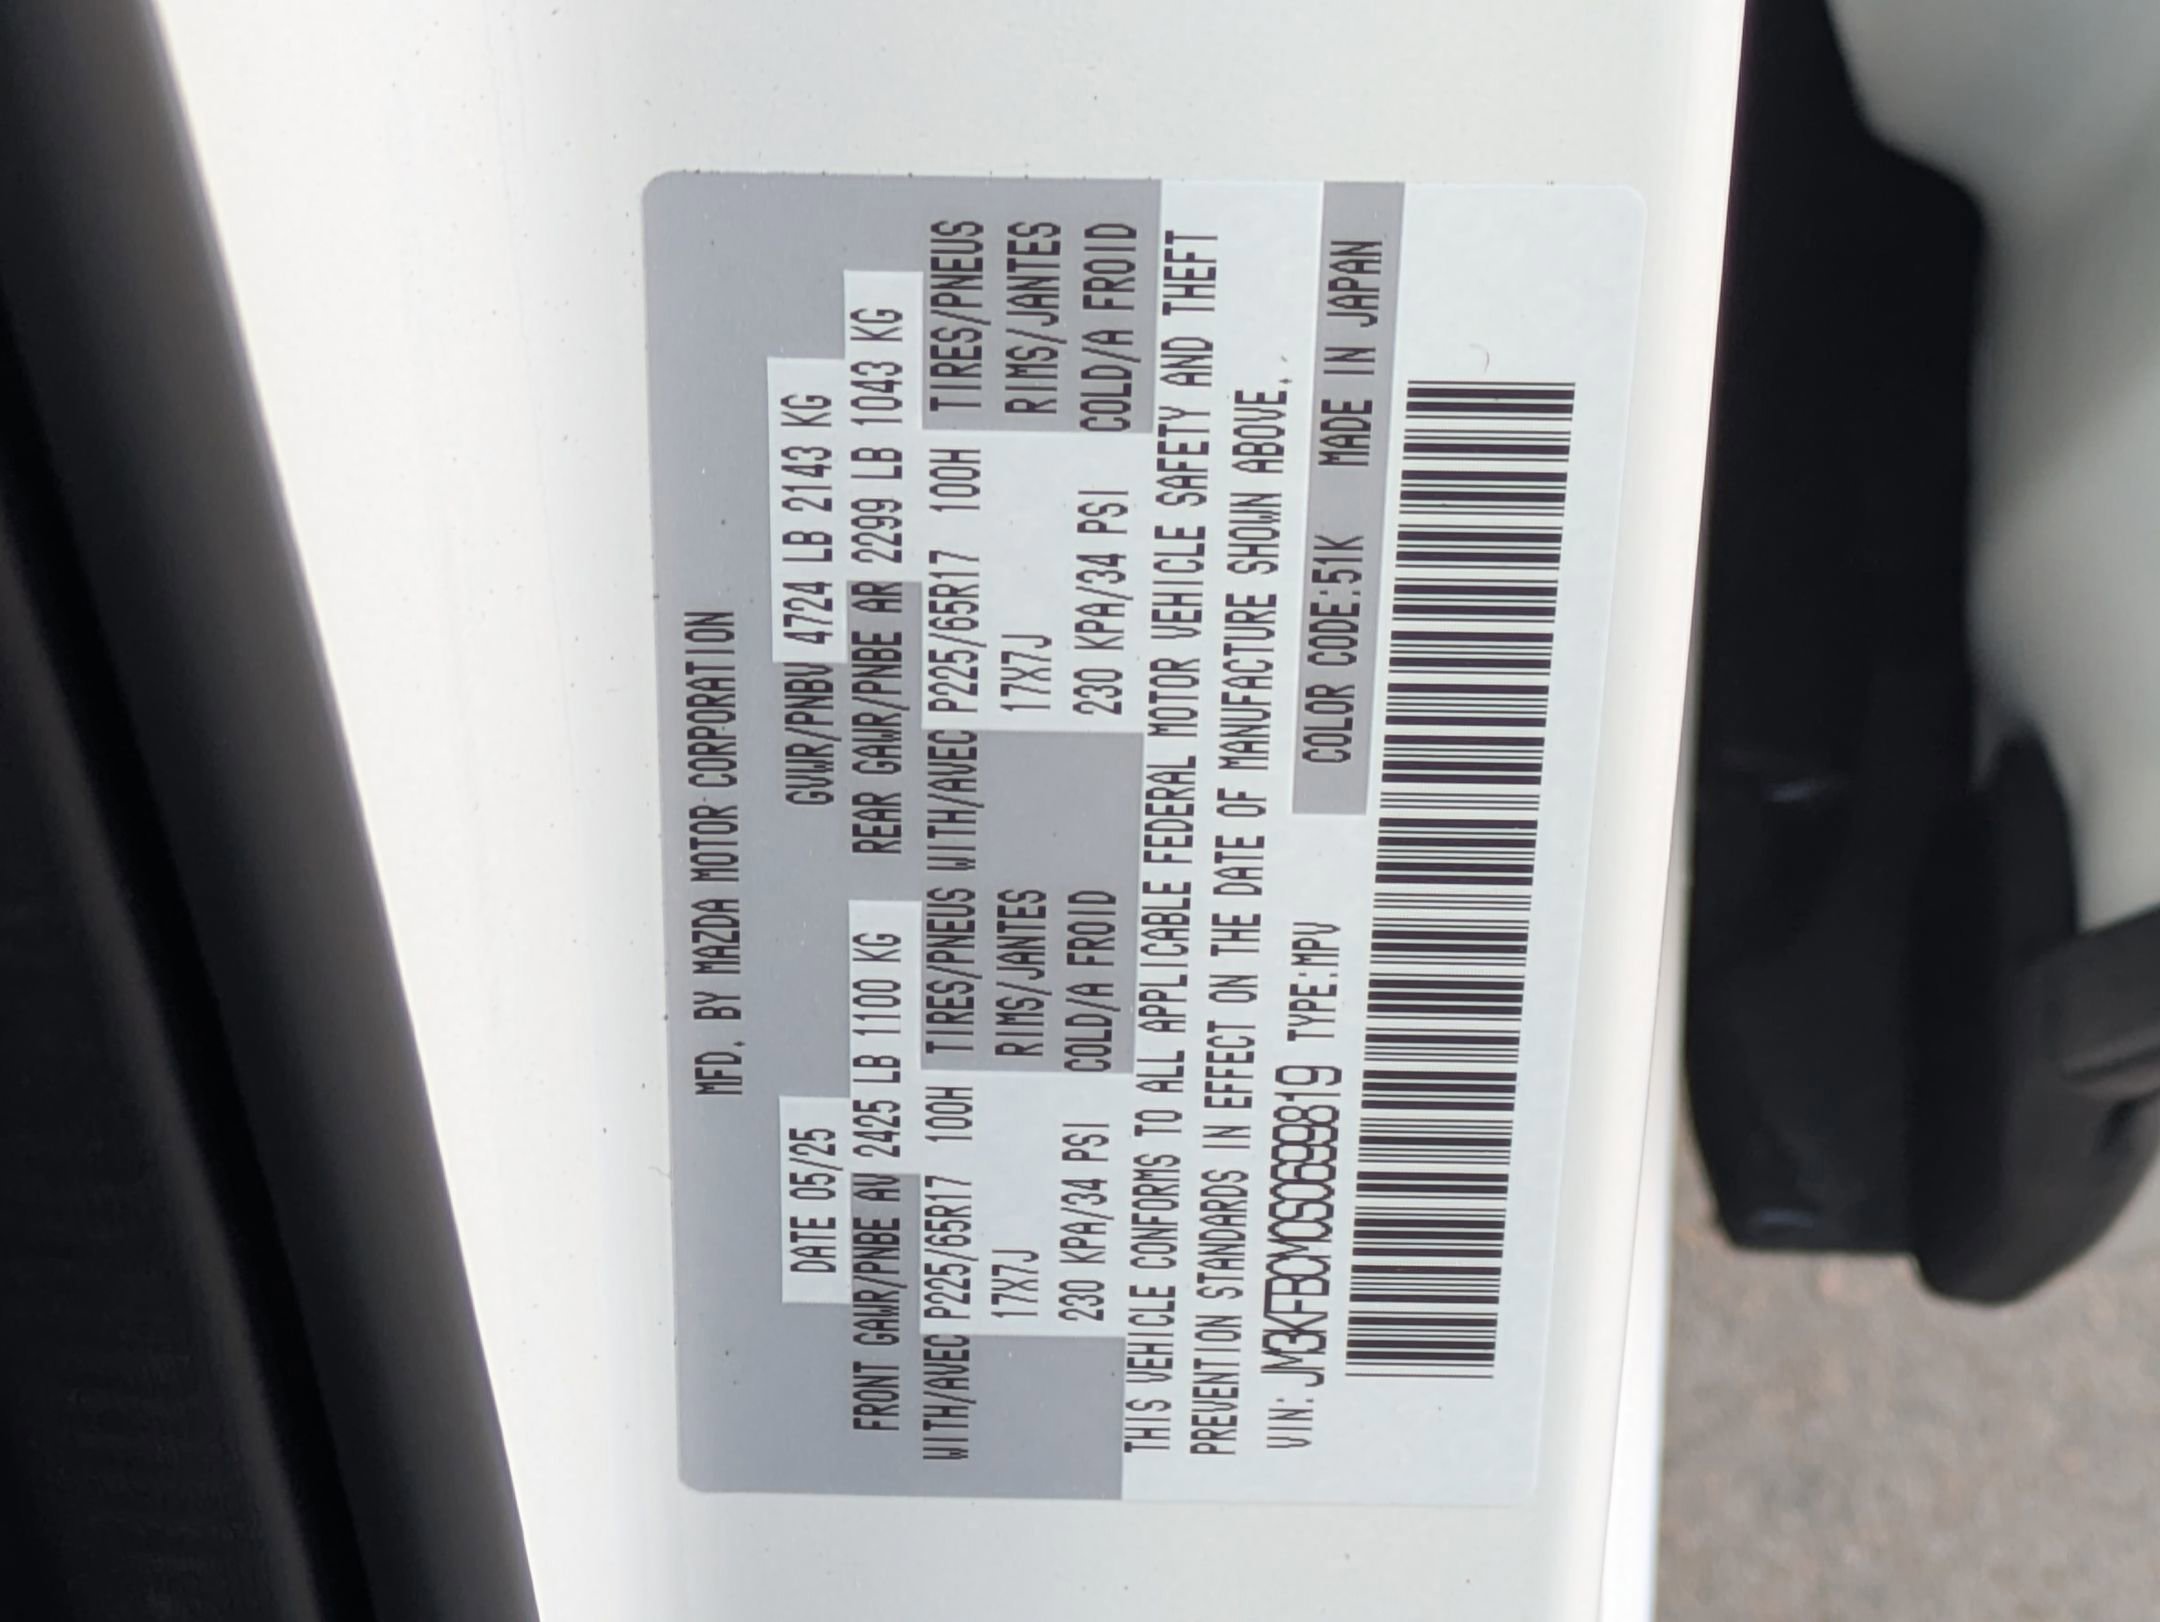 MFD. BY MAZDA MOTOR CORPORATION
DATE 05/25 GVWR/PNBV 4724 LB 2143 KG
FRONT GAWR/PNBE AV 2425 LB 1100 KG REAR GAWR/PNBE AR 2299 LB 1043 KG
WITH/AVEC P225/65R17 100H TIRES/PNEUS WITH/AVEC P225/65R17 100H TIRES/PNEUS
17X7J RIMS/JANTES 17X7J RIMS/JANTES
230 KPA/34 PSI COLD/A FROID 230 KPA/34 PSI COLD/A FROID
THIS VEHICLE CONFORMS TO ALL APPLICABLE FEDERAL MOTOR VEHICLE SAFETY AND THEFT
PREVENTION STANDARDS IN EFFECT ON THE DATE OF MANUFACTURE SHOWN ABOVE.
VIN: JM3KFBCM0S0699819 TYPE:MPV COLOR CODE:51K MADE IN JAPAN